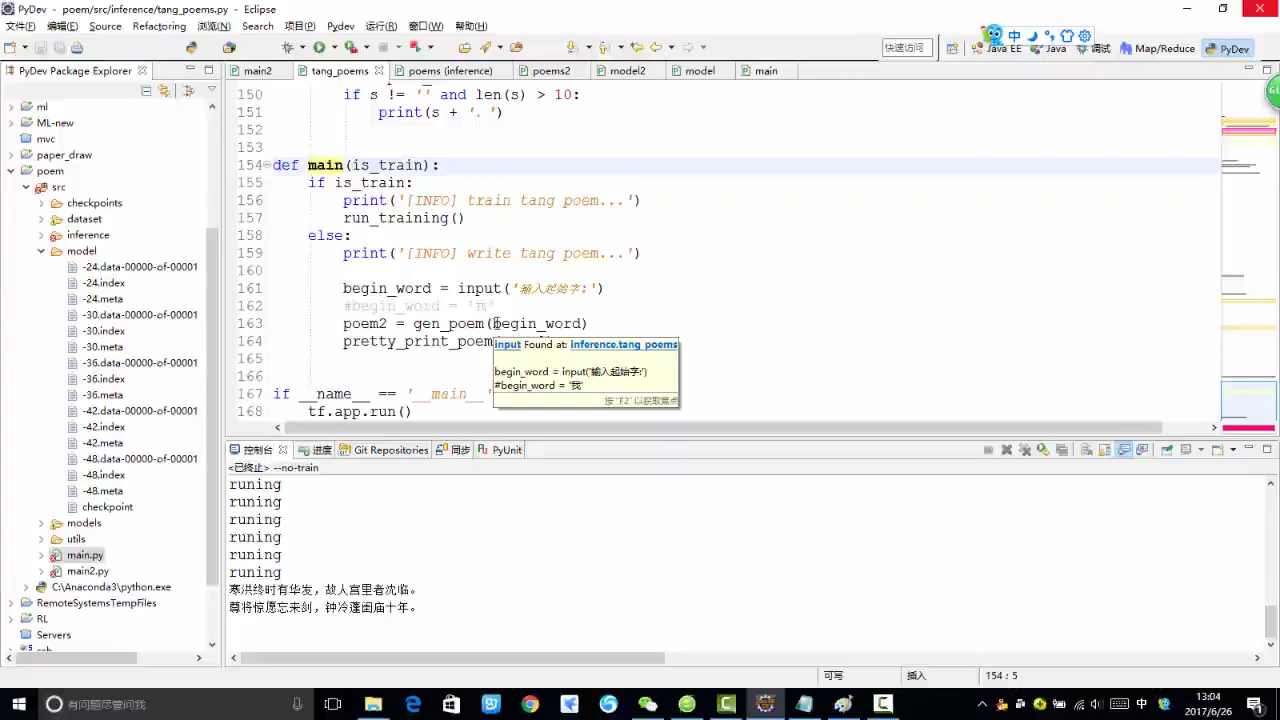 PyDev - poem/src/inference/tang_poems.py - Eclipse
文件(F) 编辑(E) Source Refactoring 浏览(N) Search 项目(P) Pydev 运行(R) 窗口(W) 帮助(H)
中
快速访问 Java EE Java 调试 Map/Reduce PyDev
PyDev Package Explorer
main2 tang_poems poems (inference) poems2 model2 model main
ml
ML-new
mvc
paper_draw
poem
src
checkpoints
dataset
inference
model
-24.data-00000-of-00001
-24.index
-24.meta
-30.data-00000-of-00001
-30.index
-30.meta
-36.data-00000-of-00001
-36.index
-36.meta
-42.data-00000-of-00001
-42.index
-42.meta
-48.data-00000-of-00001
-48.index
-48.meta
checkpoint
models
utils
main.py
main2.py
C:\Anaconda3\python.exe
RemoteSystemsTempFiles
RL
Servers
150 if s != '' and len(s) > 10:
151 print(s + '。')
152
153
154 def main(is_train):
155 if is_train:
156 print('[INFO] train tang poem...')
157 run_training()
158 else:
159 print('[INFO] write tang poem...')
160
161 begin_word = input('输入起始字:')
162 #begin_word = '我'
163 poem2 = gen_poem(begin_word)
164 pretty_print_poem
165
166
167 if __name__ == '__main__'
168 tf.app.run()
input Found at: inference.tang_poems
begin_word = input('输入起始字:')
#begin_word = '我'
按"F2"以获取焦点
控制台 进度 Git Repositories 同步 PyUnit
<已终止> --no-train
runing
runing
runing
runing
runing
runing
寒洪终时有华发，故人宫里者沈临。
尊将惊愿忘来剑，钟冷蓬闺庙十年。
可写 插入 154 : 5
有问题尽管问我
中
13:04
2017/6/26